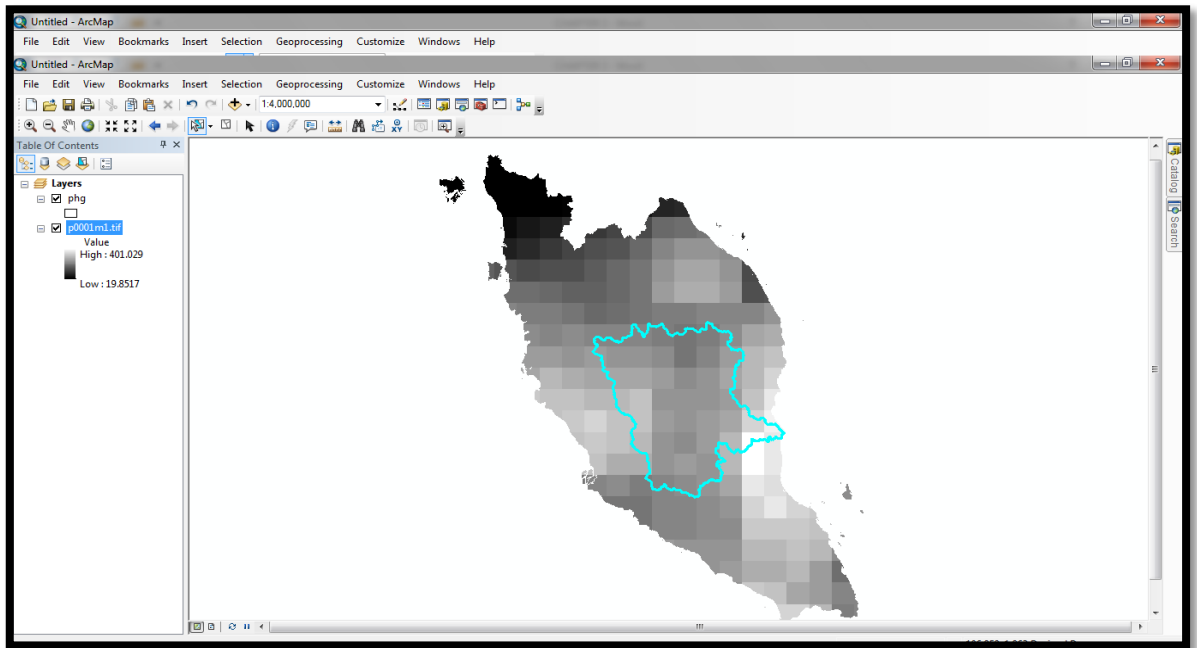 Untitled - ArcMap
File Edit View Bookmarks Insert Selection Geoprocessing Customize Windows Help
Untitled - ArcMap
File Edit View Bookmarks Insert Selection Geoprocessing Customize Windows Help
1:4,000,000
Table Of Contents
Layers
phg
p0001m1.tif
Value
High : 401.029
Low : 19.8517
Catalog
Search